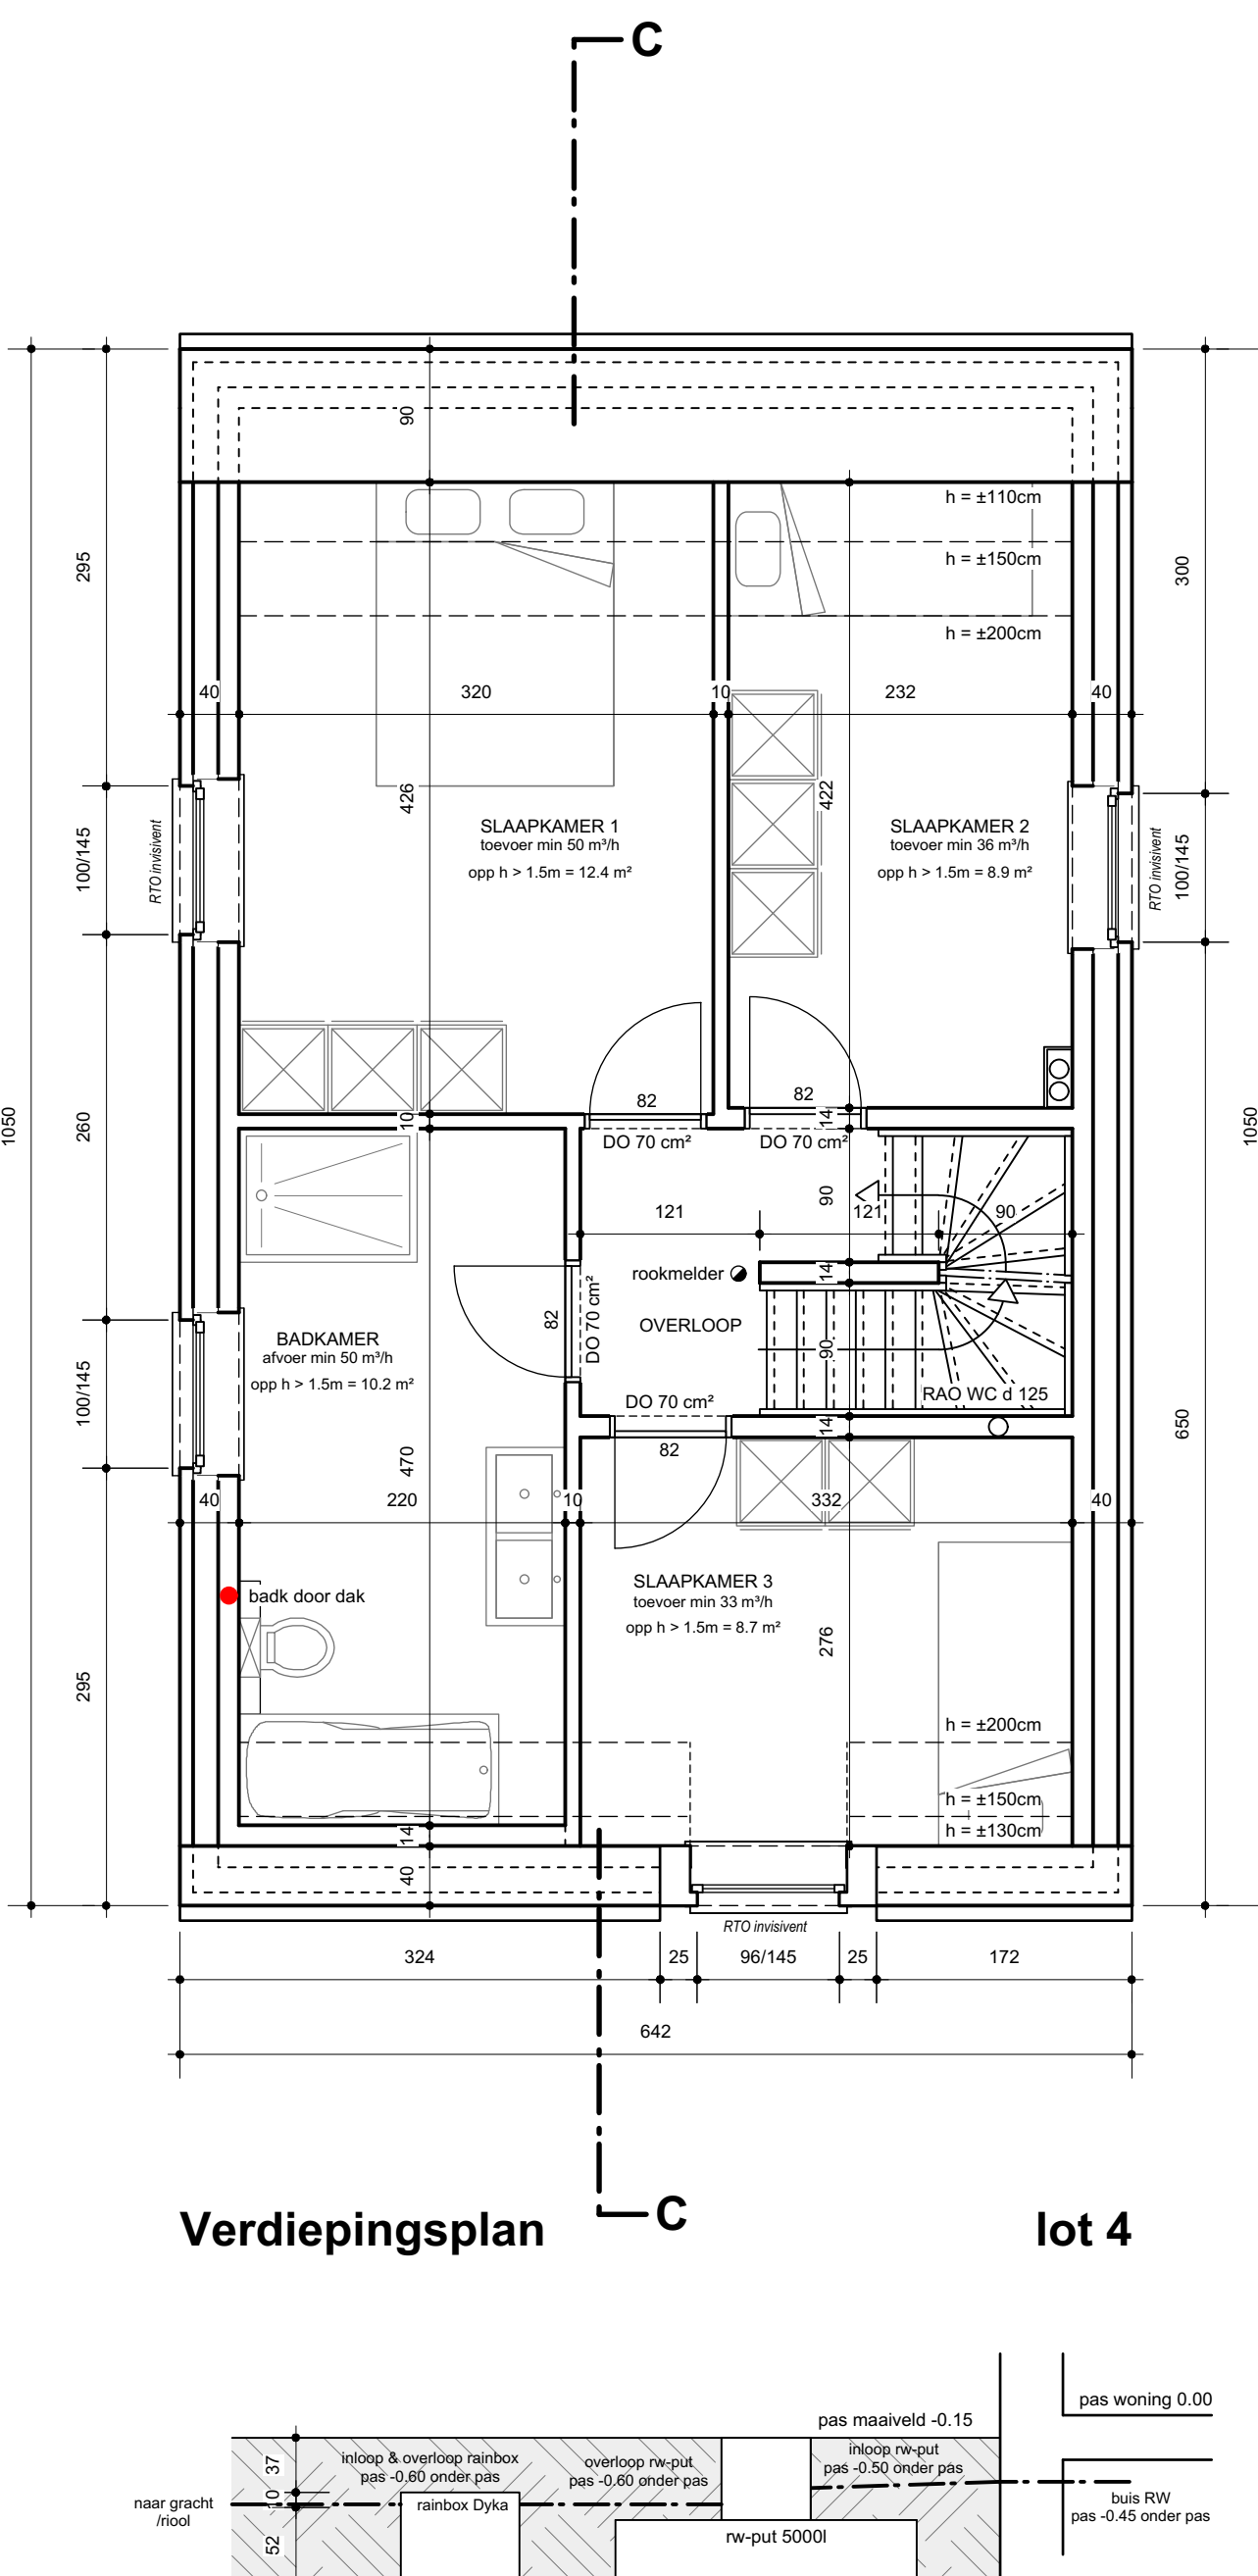 C
90
h = ±110cm
h = ±150cm
h = ±200cm
295
300
40
320
10
232
40
426
422
100/145
RTO invisivent
SLAAPKAMER 1
toevoer min 50 m³/h
opp h > 1.5m = 12.4 m²
SLAAPKAMER 2
toevoer min 36 m³/h
opp h > 1.5m = 8.9 m²
RTO invisivent
100/145
1050
260
10
82
82
14
1050
DO 70 cm²
DO 70 cm²
121
90
121
90
rookmelder
14
82
DO 70 cm²
OVERLOOP
90
BADKAMER
afvoer min 50 m³/h
opp h > 1.5m = 10.2 m²
100/145
DO 70 cm²
RAO WC d 125
14
82
650
470
40
220
10
332
40
badk door dak
SLAAPKAMER 3
toevoer min 33 m³/h
opp h > 1.5m = 8.7 m²
276
295
h = ±200cm
h = ±150cm
h = ±130cm
14
40
RTO invisivent
324
25
96/145
25
172
642
C
Verdiepingsplan
lot 4
pas woning 0.00
pas maaiveld -0.15
37
inloop & overloop rainbox
pas -0.60 onder pas
overloop rw-put
pas -0.60 onder pas
inloop rw-put
pas -0.50 onder pas
10
naar gracht
/riool
rainbox Dyka
buis RW
pas -0.45 onder pas
52
rw-put 5000l